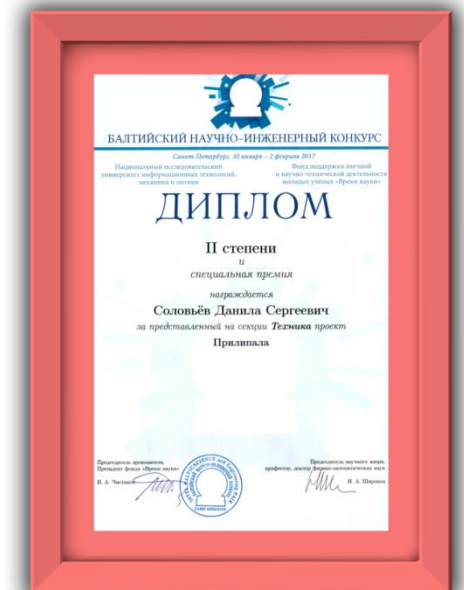 БАЛТИЙСКИЙ НАУЧНО-ИНЖЕНЕРНЫЙ КОНКУРС
Санкт-Петербург, 30 января – 2 февраля 2017
Национальный исследовательский
университет информационных технологий,
механики и оптики
Фонд поддержки научной
и научно-технической деятельности
молодых учёных «Время науки»
ДИПЛОМ
II степени
и
специальная премия
награждается
Соловьёв Данила Сергеевич
за представленный на секции Техника проект
Прилипала
Председатель оргкомитета,
Президент фонда «Время науки»
И. А. Чистяков
Председатель научного жюри,
профессор, доктор физико-математических наук
Н. А. Широков